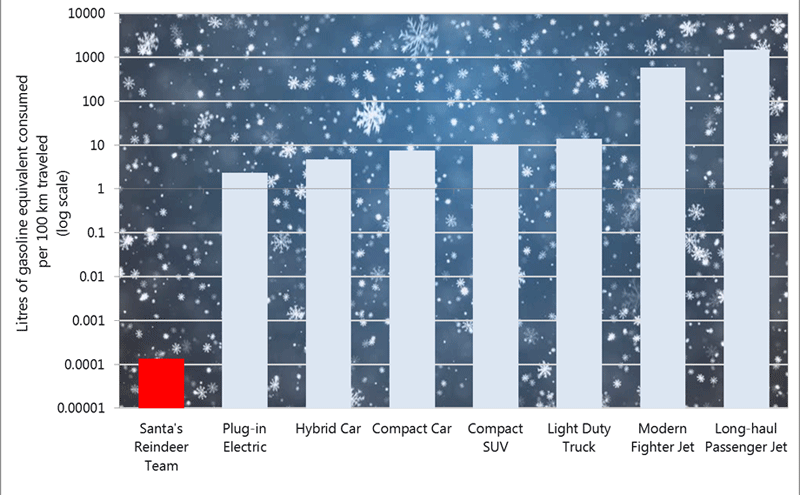 10000
1000
100
10
1
0.1
0.01
0.001
0.0001
0.00001
Litres of gasoline equivalent consumed
per 100 km traveled
(log scale)
Santa's
Reindeer
Team
Plug-in
Electric
Hybrid Car
Compact Car
Compact
SUV
Light Duty
Truck
Modern
Fighter Jet
Long-haul
Passenger Jet